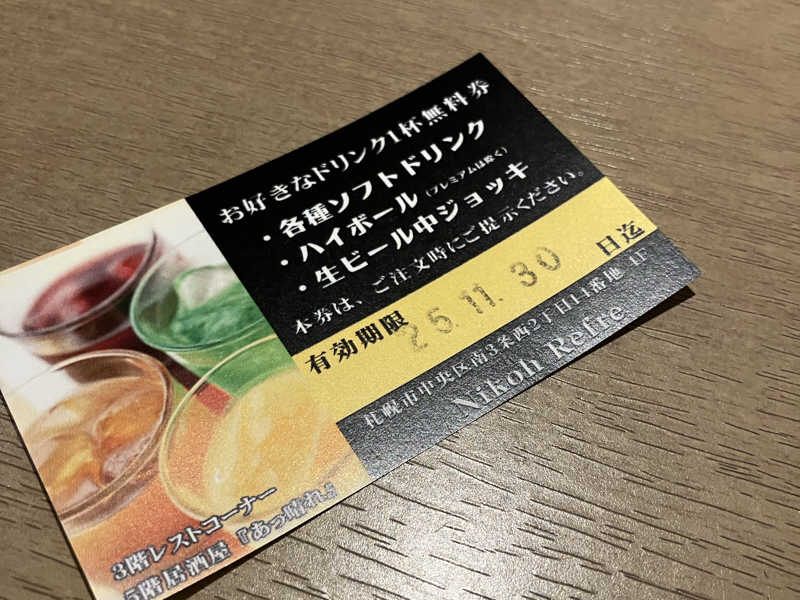 お好きなドリンク1杯無料券
・各種ソフトドリンク
・ハイボール(プレミアムは除く)
・生ビール中ジョッキ
本券は、ご注文時にご提示ください。
有効期限 25.11.30 日迄
札幌市中央区南3条西2丁目14番地 1F
Nikoh Refre
3階レストコーナー
5階居酒屋『あっ晴れ』